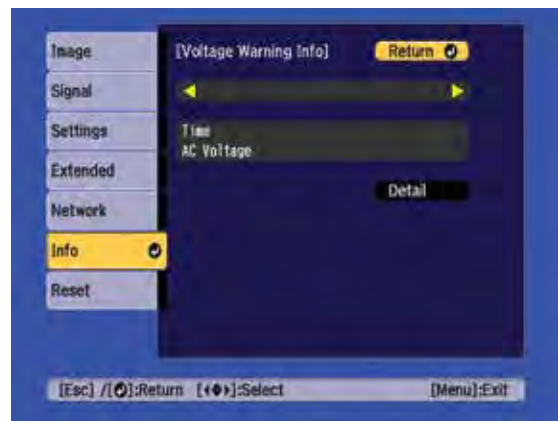 Image
Signal
Settings
Extended
Network
Info
Reset
[Voltage Warning Info] Return
Time
AC Voltage
Detail
[Esc] /[ ]:Return [ ]:Select [Menu]:Exit